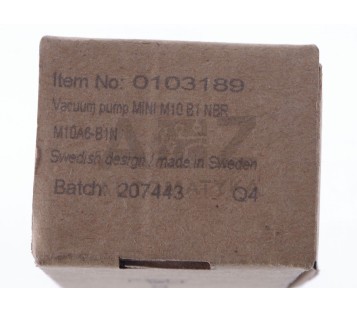 Item No: 0103189
Vacuum pump MINI M10 B1 NBR
M10A6-B1N
Swedish design / made in Sweden
Batch: 207443 Q4